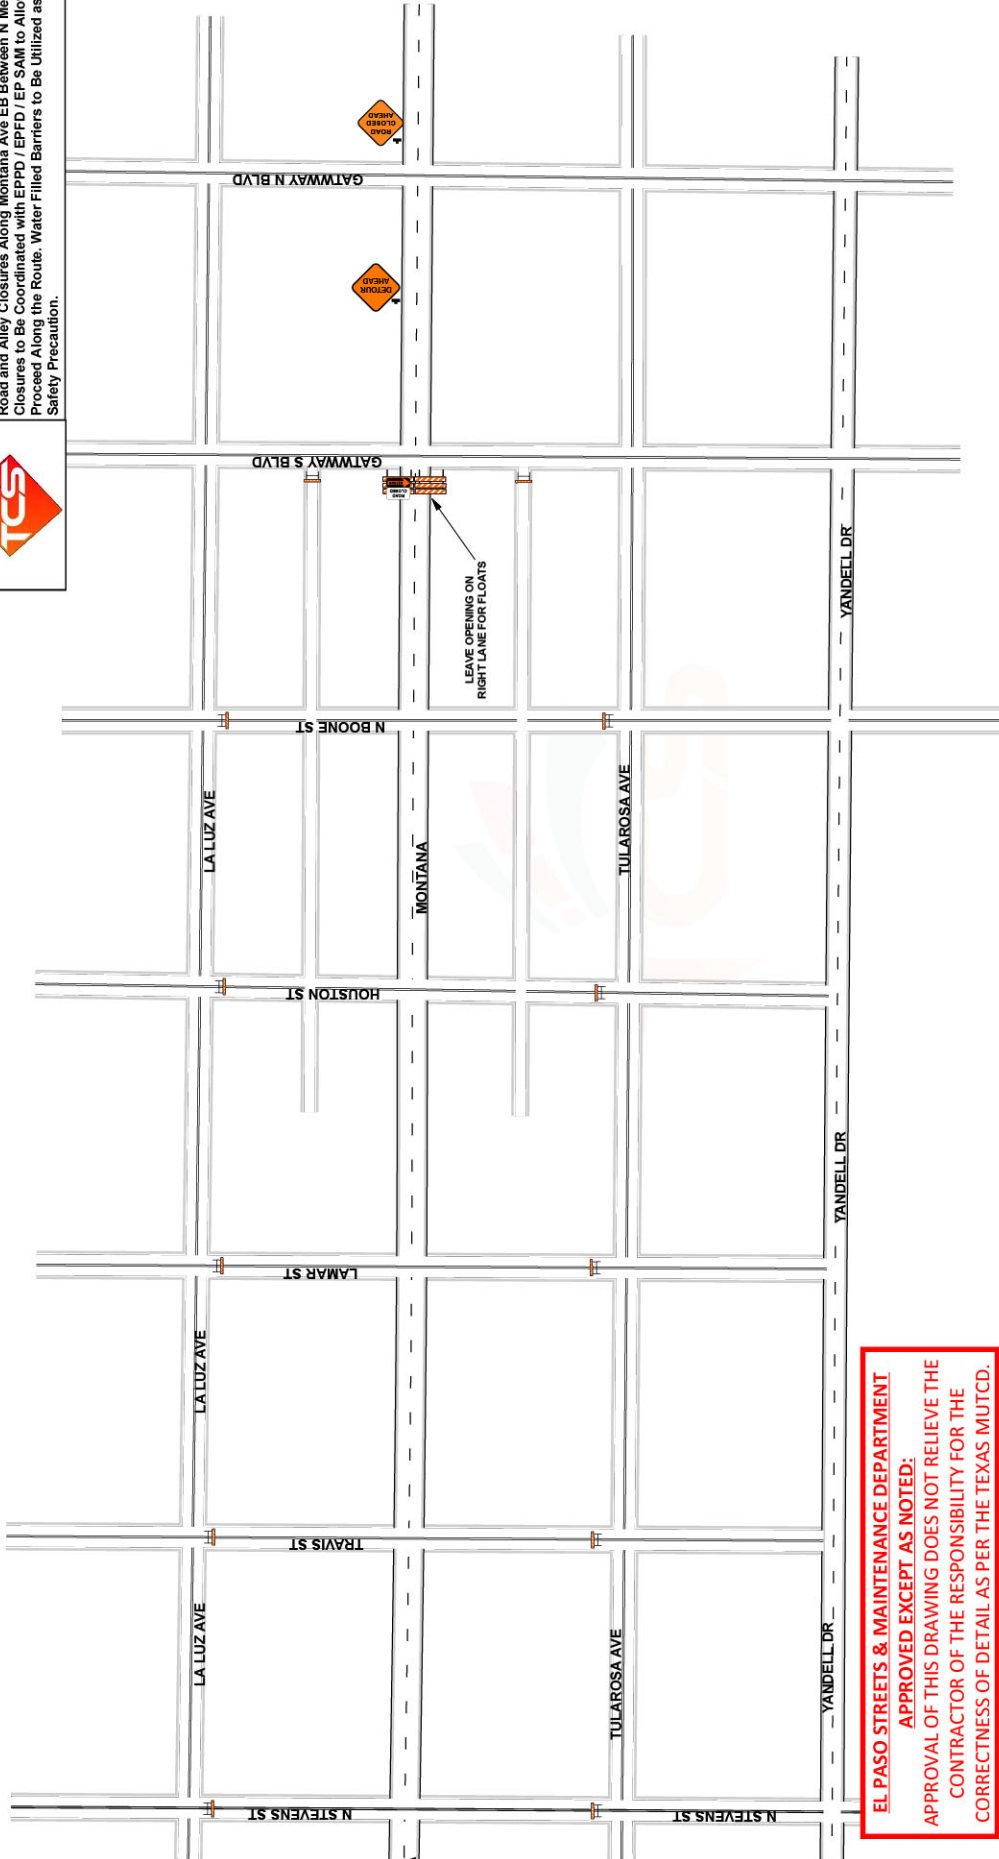 Road and Alley Closures Along Montana Ave EB Between N
Closures to Be Coordinated with EPPD / EPFD / EP SAM to
Proceed Along the Route. Water Filled Barriers to Be Utilized as
Safety Precaution.
TCS
ROAD
CLOSED
AHEAD
GATWWAY N BLVD
DETOUR
AHEAD
GATWWAY S BLVD
ROAD
CLOSED
LEAVE OPENING ON
RIGHT LANE FOR FLOATS
YANDELL DR
N BOONE ST
LA LUZ AVE
MONTANA
TULAROSA AVE
HOUSTON ST
YANDELL DR
LAMAR ST
LA LUZ AVE
TRAVIS ST
LA LUZ AVE
TULAROSA AVE
YANDELL DR
N STEVENS ST
N STEVENS ST
EL PASO STREETS & MAINTENANCE DEPARTMENT
APPROVED EXCEPT AS NOTED:
APPROVAL OF THIS DRAWING DOES NOT RELIEVE THE
CONTRACTOR OF THE RESPONSIBILITY FOR THE
CORRECTNESS OF DETAIL AS PER THE TEXAS MUTCD.